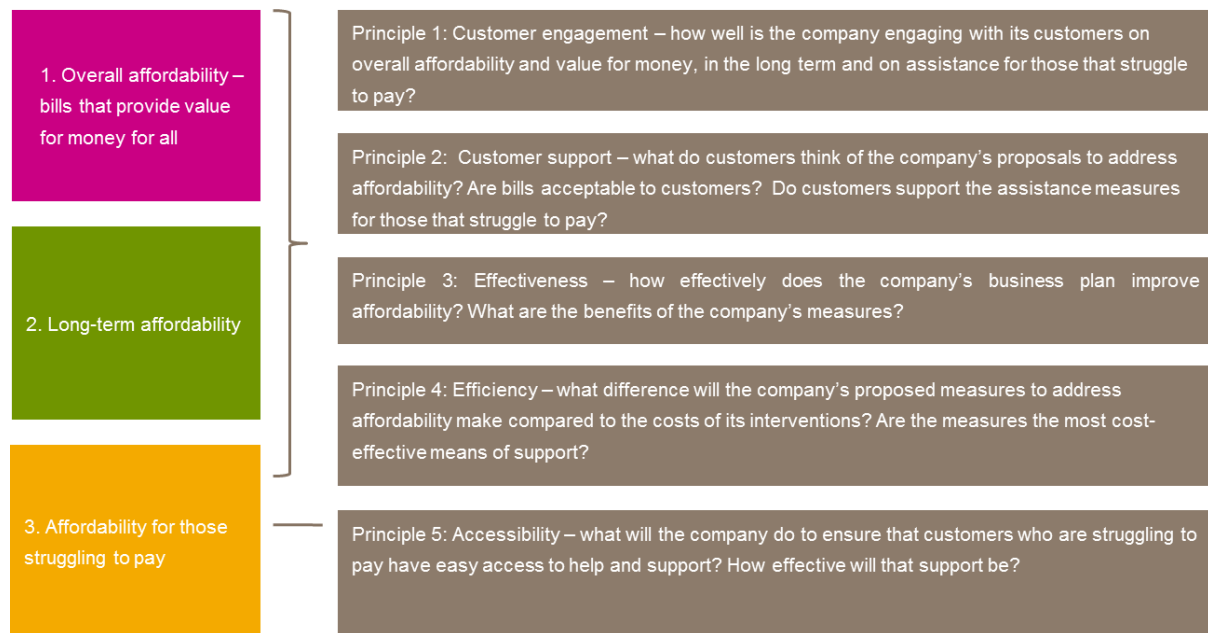 1. Overall affordability –
bills that provide value
for money for all
2. Long-term affordability
3. Affordability for those
struggling to pay
Principle 1: Customer engagement – how well is the company engaging with its customers on
overall affordability and value for money, in the long term and on assistance for those that struggle
to pay?
Principle 2:  Customer support – what do customers think of the company's proposals to address
affordability? Are bills acceptable to customers?  Do customers support the assistance measures
for those that struggle to pay?
Principle 3: Effectiveness – how effectively does the company's business plan improve
affordability? What are the benefits of the company's measures?
Principle 4: Efficiency – what difference will the company's proposed measures to address
affordability make compared to the costs of its interventions? Are the measures the most cost-
effective means of support?
Principle 5: Accessibility – what will the company do to ensure that customers who are struggling to
pay have easy access to help and support? How effective will that support be?